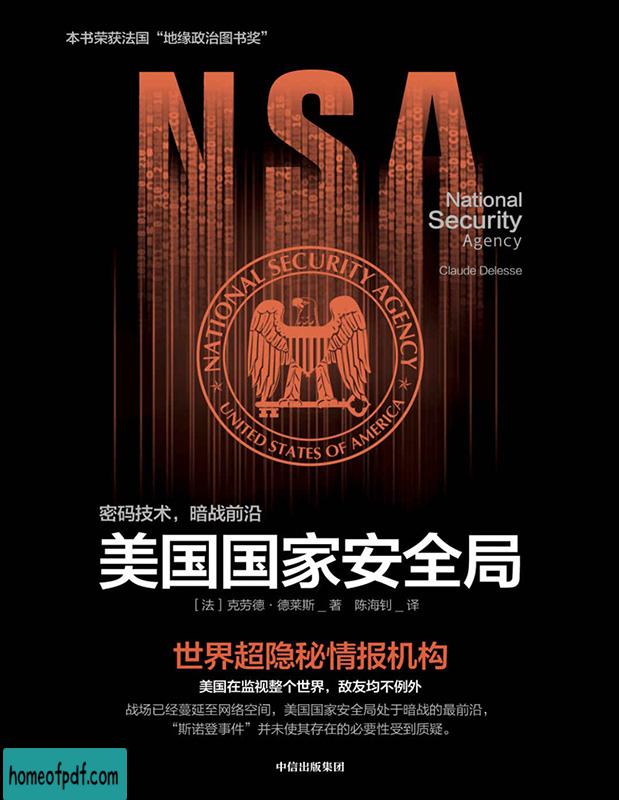 本书荣获法国“地缘政治图书奖”
NSA
National
Security
Agency
Claude Delesse
NATIONAL SECURITY AGENCY
UNITED STATES OF AMERICA
密码技术，暗战前沿
美国国家安全局
［法］克劳德·德莱斯_著 陈海钊_译
世界超隐秘情报机构
美国在监视整个世界，敌友均不例外
战场已经蔓延至网络空间，美国国家安全局处于暗战的最前沿，
“斯诺登事件”并未使其存在的必要性受到质疑。
homeofpdf.com
中信出版集团